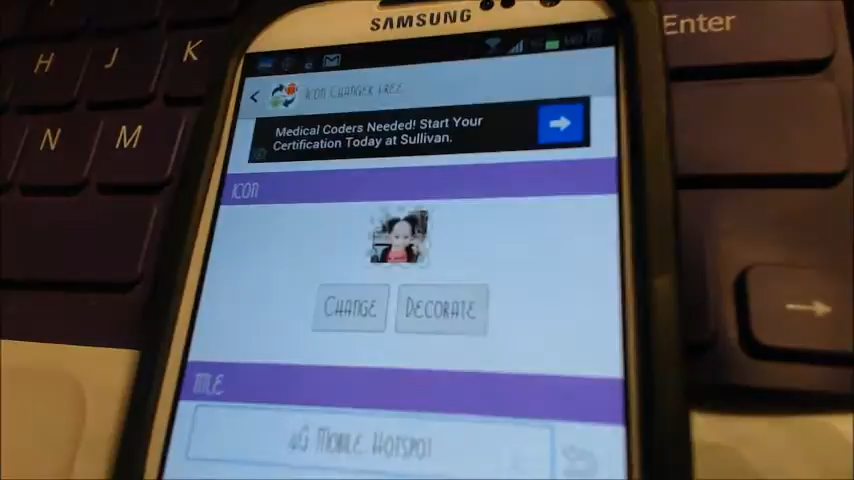 SAMSUNG
Enter
H
J
K
N
M
Icon Changer Free
Medical Coders Needed! Start Your
Certification Today at Sullivan.
Icon
Change
Decorate
Title
4G Mobile Hotspot